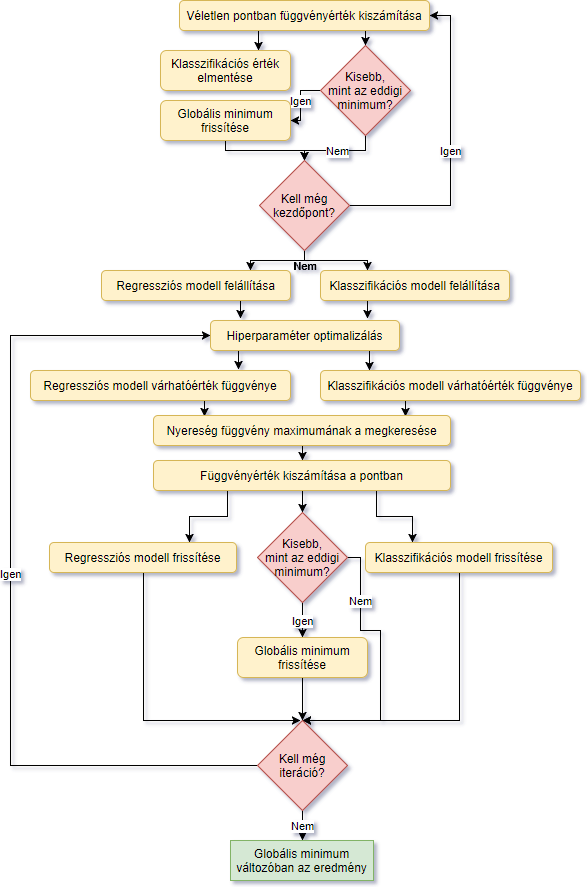 Véletlen pontban függvényérték kiszámítása
Klasszifikációs érték
elmentése
Kisebb,
mint az eddigi
minimum?
Igen
Globális minimum
frissítése
Nem
Igen
Kell még
kezdőpont?
Nem
Regressziós modell felállítása
Klasszifikációs modell felállítása
Hiperparaméter optimalizálás
Regressziós modell várhatóérték függvénye
Klasszifikációs modell várhatóérték függvénye
Nyereség függvény maximumának a megkeresése
Függvényérték kiszámítása a pontban
Regressziós modell frissítése
Kisebb,
mint az eddigi
minimum?
Klasszifikációs modell frissítése
Igen
Nem
Igen
Globális minimum
frissítése
Kell még
iteráció?
Nem
Globális minimum
változóban az eredmény